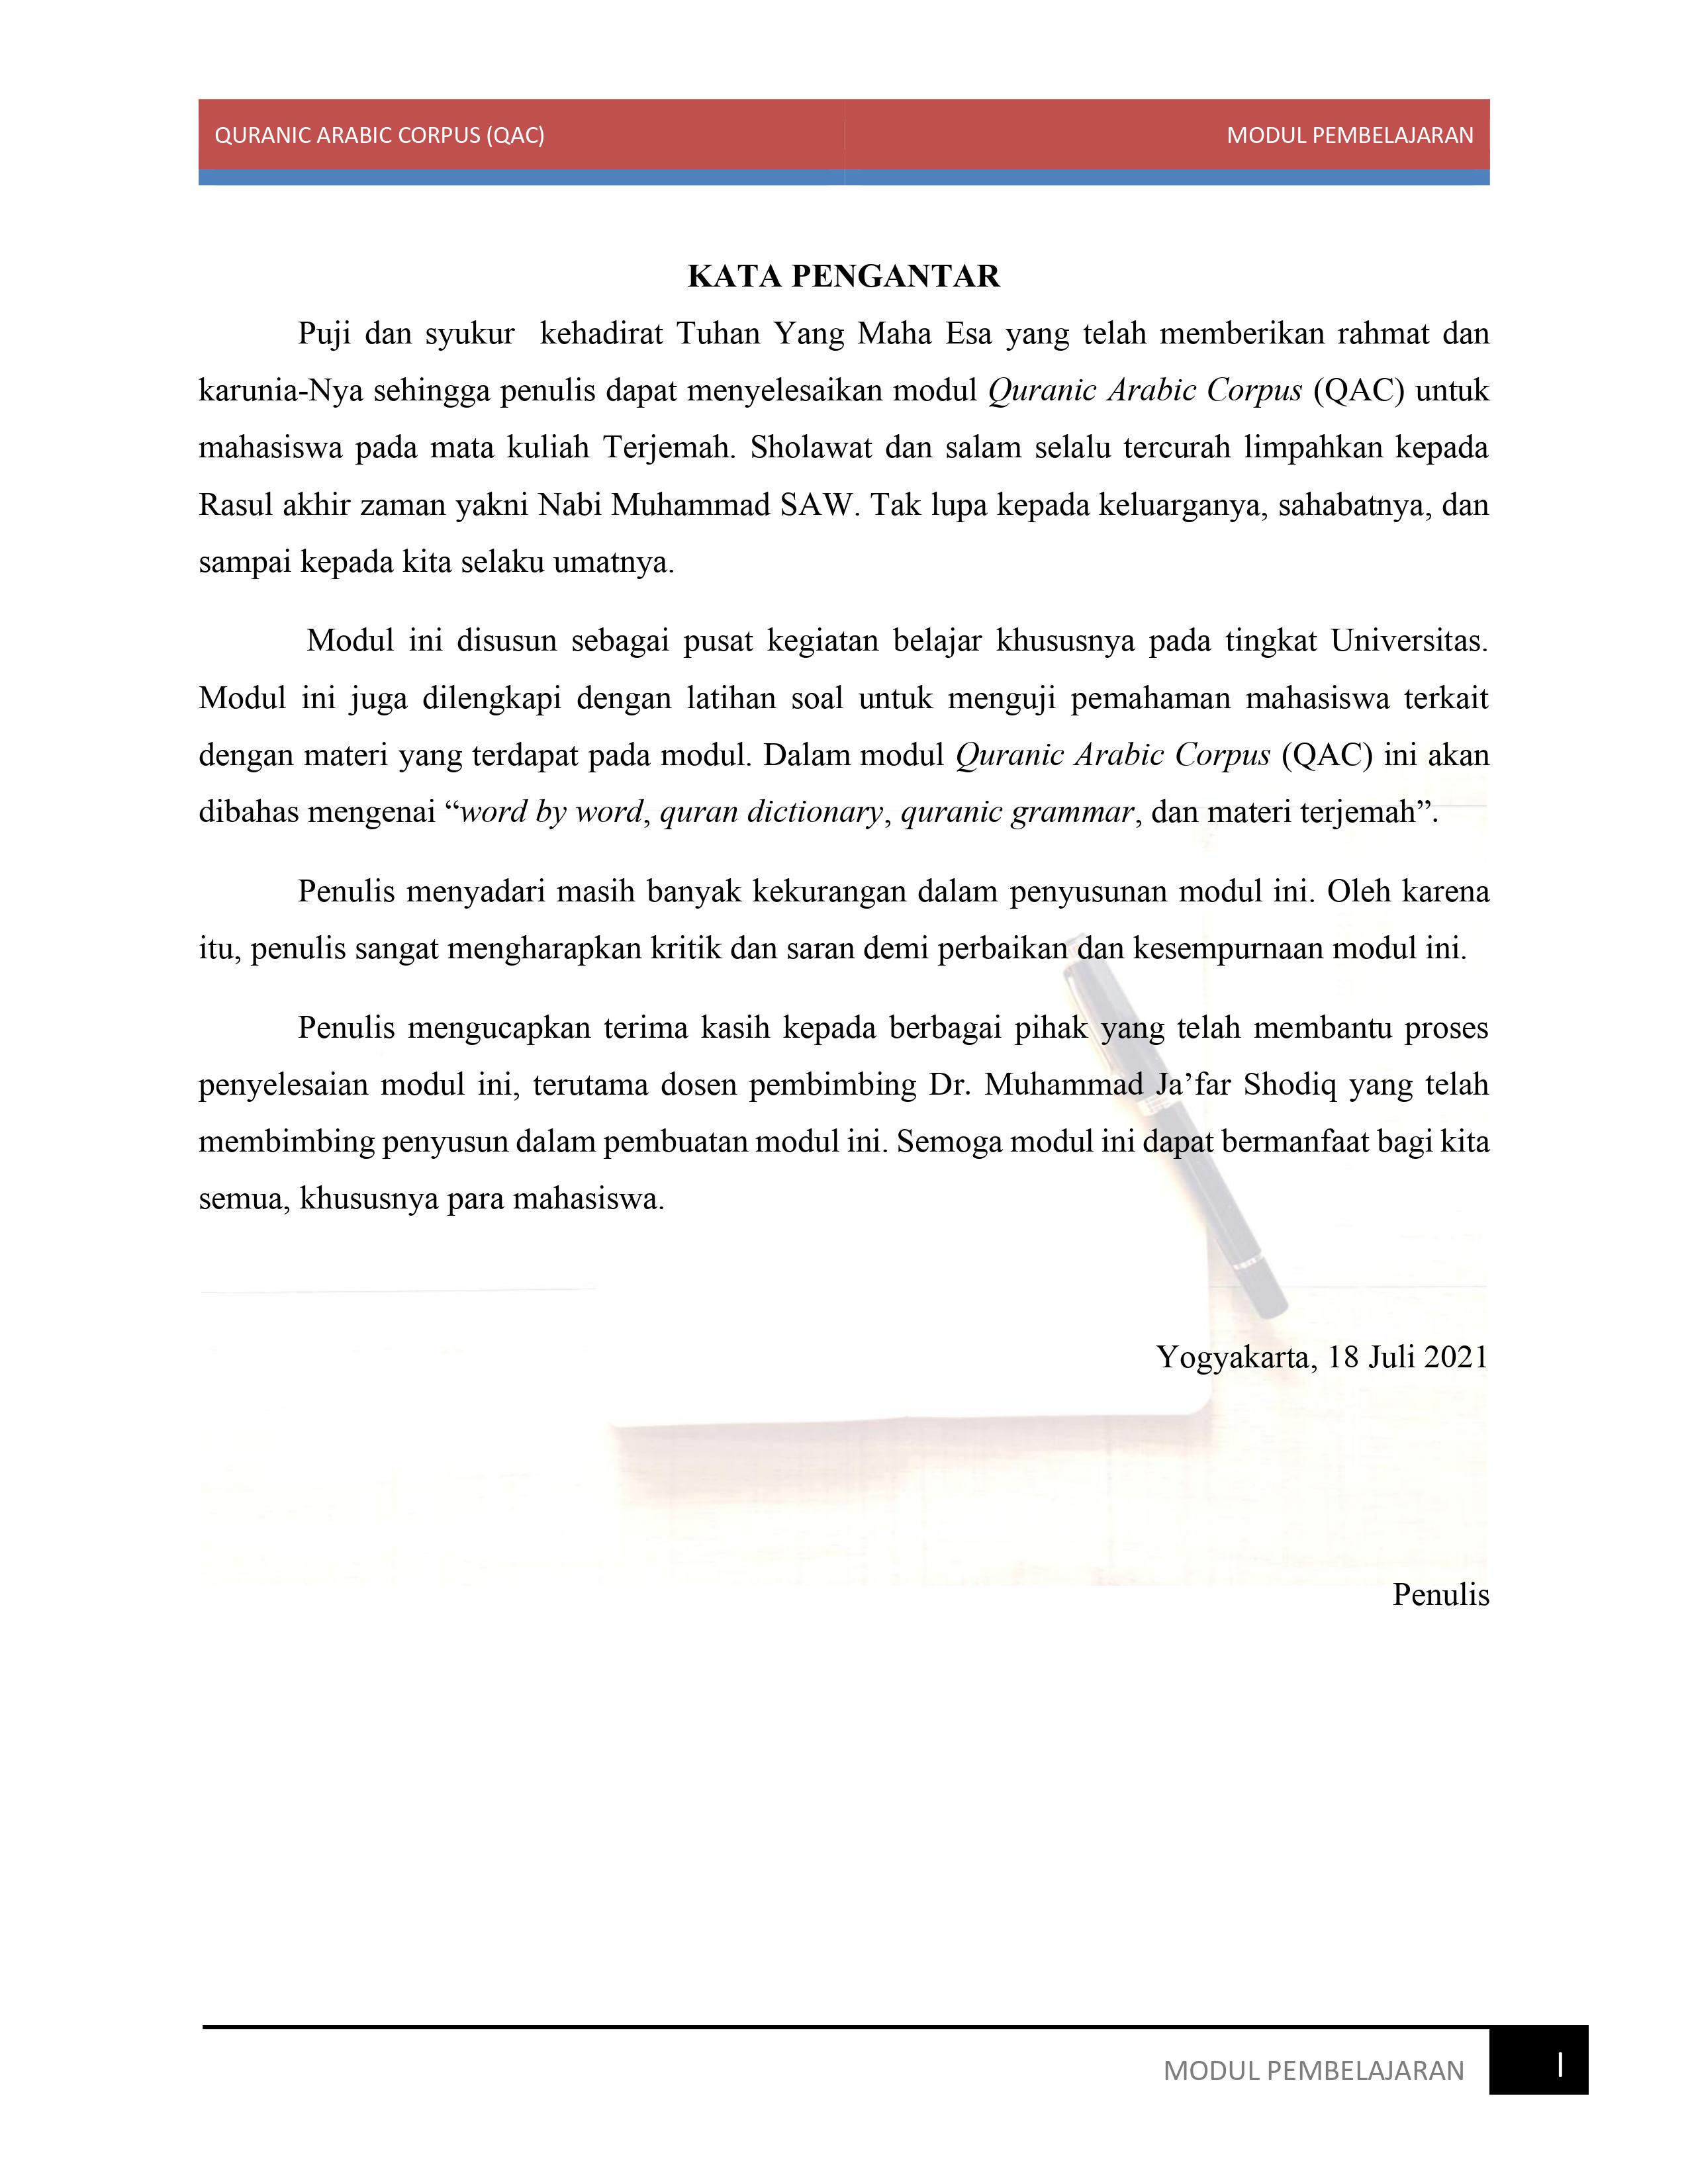 QURANIC ARABIC CORPUS (QAC) MODUL PEMBELAJARAN
KATA PENGANTAR
Puji dan syukur kehadirat Tuhan Yang Maha Esa yang telah memberikan rahmat dan
karunia-Nya sehingga penulis dapat menyelesaikan modul Quranic Arabic Corpus (QAC) untuk
mahasiswa pada mata kuliah Terjemah. Sholawat dan salam selalu tercurah limpahkan kepada
Rasul akhir zaman yakni Nabi Muhammad SAW. Tak lupa kepada keluarganya, sahabatnya, dan
sampai kepada kita selaku umatnya.
Modul ini disusun sebagai pusat kegiatan belajar khususnya pada tingkat Universitas.
Modul ini juga dilengkapi dengan latihan soal untuk menguji pemahaman mahasiswa terkait
dengan materi yang terdapat pada modul. Dalam modul Quranic Arabic Corpus (QAC) ini akan
dibahas mengenai “word by word, quran dictionary, quranic grammar, dan materi terjemah”.
Penulis menyadari masih banyak kekurangan dalam penyusunan modul ini. Oleh karena
itu, penulis sangat mengharapkan kritik dan saran demi perbaikan dan kesempurnaan modul ini.
Penulis mengucapkan terima kasih kepada berbagai pihak yang telah membantu proses
penyelesaian modul ini, terutama dosen pembimbing Dr. Muhammad Ja’far Shodiq yang telah
membimbing penyusun dalam pembuatan modul ini. Semoga modul ini dapat bermanfaat bagi kita
semua, khususnya para mahasiswa.
Yogyakarta, 18 Juli 2021
Penulis
MODUL PEMBELAJARAN I